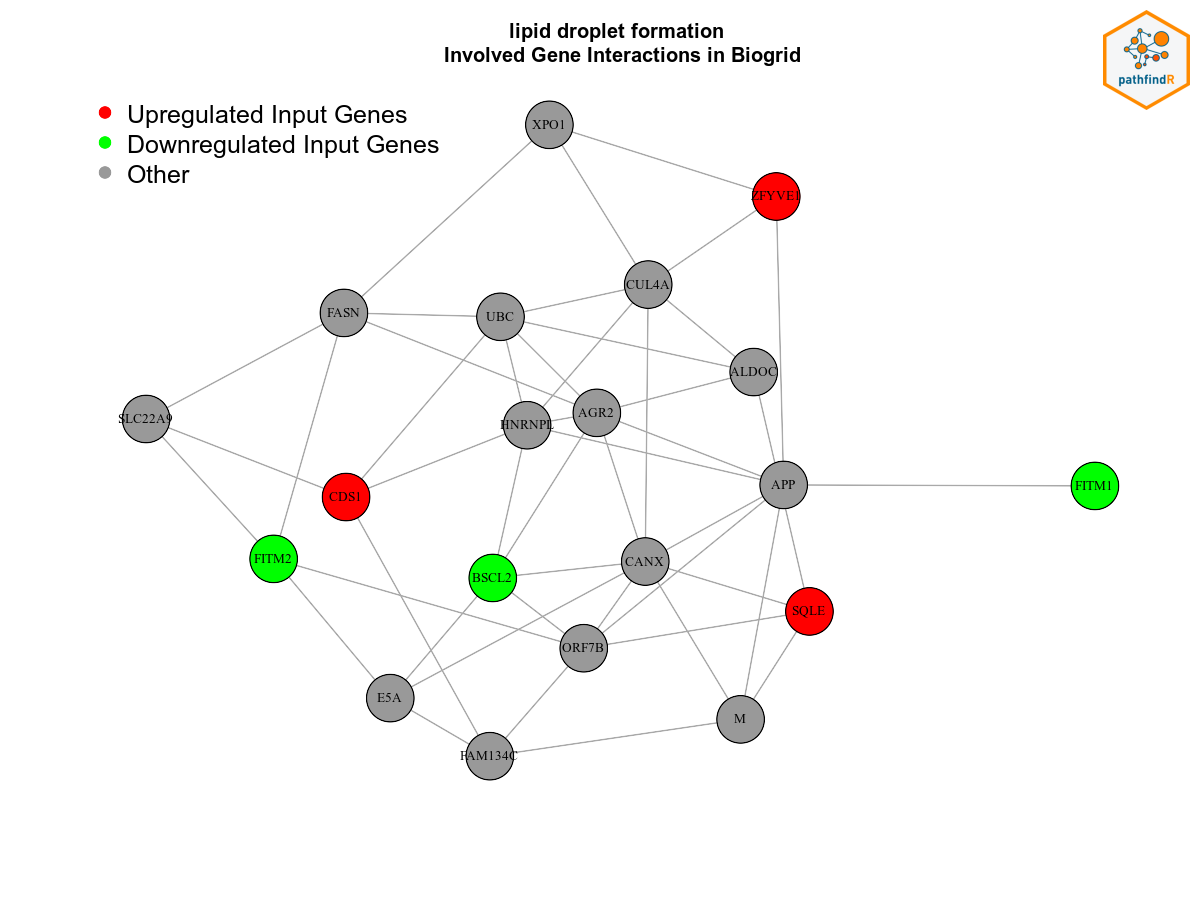 lipid droplet formation
Involved Gene Interactions in Biogrid
pathfindR
Upregulated Input Genes
Downregulated Input Genes
Other
XPO1
ZFYVE1
CUL4A
FASN
UBC
ALDOC
SLC22A9
AGR2
HNRNPL
APP
FITM1
CDS1
FITM2
CANX
BSCL2
SQLE
ORF7B
E5A
M
FAM134C